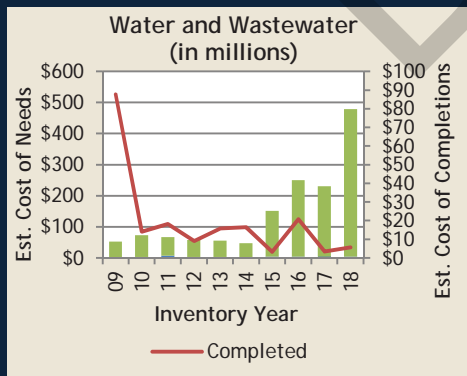 Water and Wastewater
(in millions)
Est. Cost of Needs
$600
$500
$400
$300
$200
$100
$0
$100
$90
$80
$70
$60
$50
$40
$30
$20
$10
$0
Est. Cost of Completions
09 10 11 12 13 14 15 16 17 18
Inventory Year
Completed